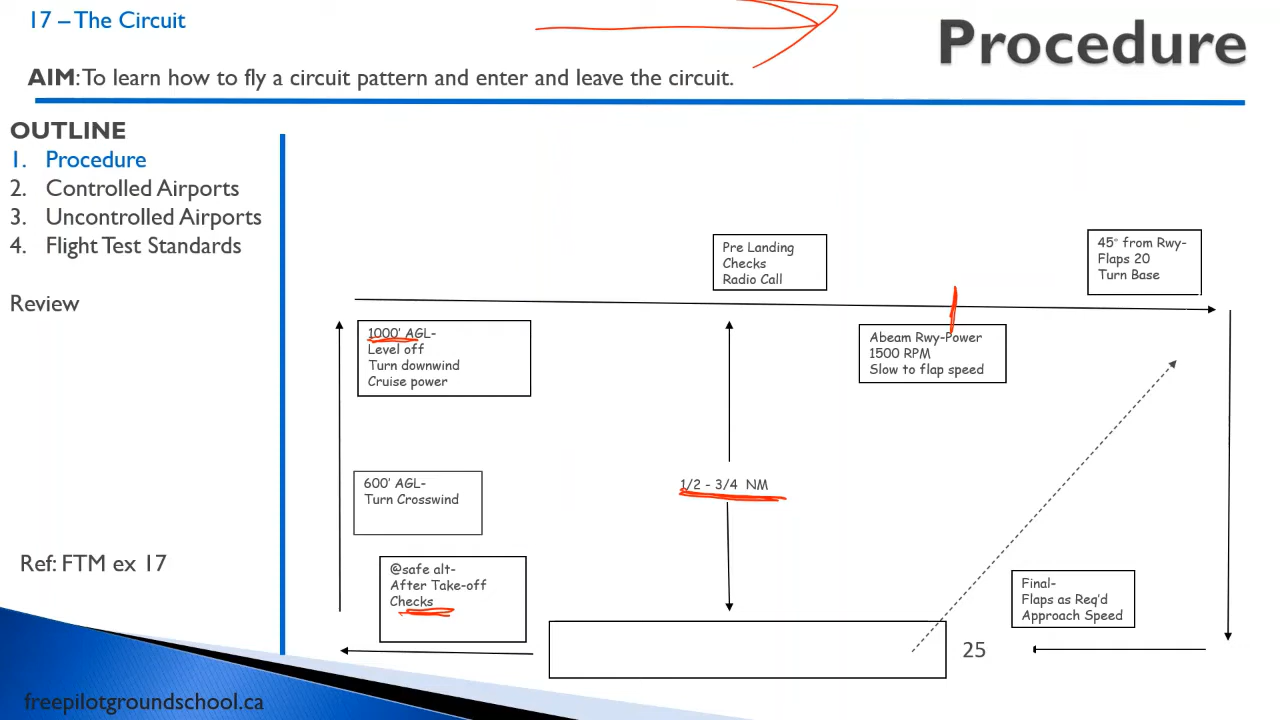 17 – The Circuit
Procedure
AIM: To learn how to fly a circuit pattern and enter and leave the circuit.
OUTLINE
1. Procedure
2. Controlled Airports
3. Uncontrolled Airports
4. Flight Test Standards
Review
Ref: FTM ex 17
freepilotgroundschool.ca
Pre Landing
Checks
Radio Call
45° from Rwy-
Flaps 20
Turn Base
1000' AGL-
Level off
Turn downwind
Cruise power
Abeam Rwy-Power
1500 RPM
Slow to flap speed
600' AGL-
Turn Crosswind
1/2 - 3/4 NM
@safe alt-
After Take-off
Checks
Final-
Flaps as Req'd
Approach Speed
25